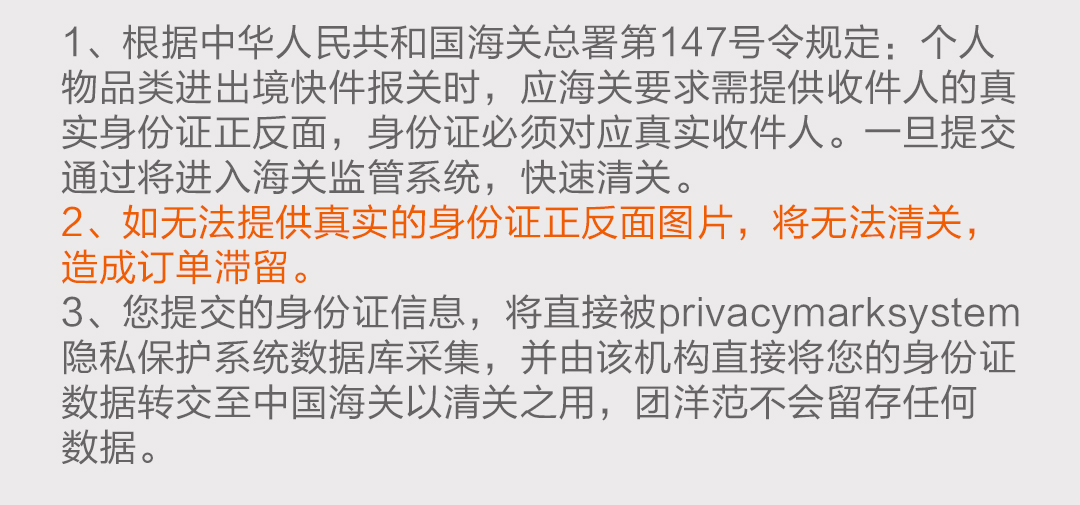 1、根据中华人民共和国海关总署第147号令规定：个人
物品类进出境快件报关时，应海关要求需提供收件人的真
实身份证正反面，身份证必须对应真实收件人。一旦提交
通过将进入海关监管系统，快速清关。
2、如无法提供真实的身份证正反面图片，将无法清关，
造成订单滞留。
3、您提交的身份证信息，将直接被privacymarksystem
隐私保护系统数据库采集，并由该机构直接将您的身份证
数据转交至中国海关以清关之用，团洋范不会留存任何
数据。